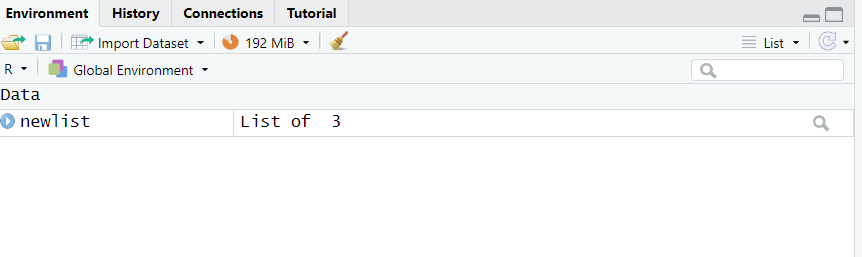 Environment History Connections Tutorial
Import Dataset 192 MiB List
R Global Environment
Data
newlist List of  3